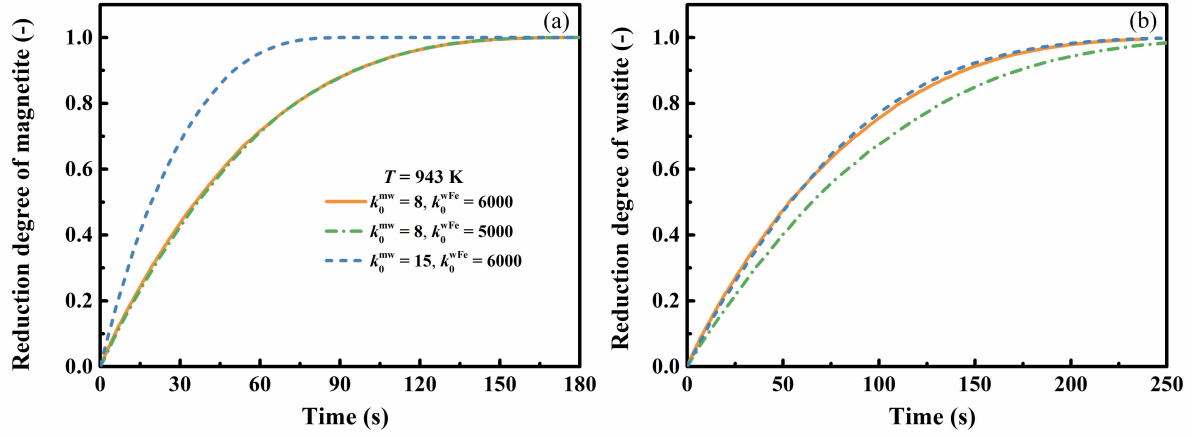 (a)
Reduction degree of magnetite (-)
1.0
0.8
0.6
0.4
0.2
0.0
T = 943 K
k₀ᵐʷ = 8, k₀ʷᶠᵉ = 6000
k₀ᵐʷ = 8, k₀ʷᶠᵉ = 5000
k₀ᵐʷ = 15, k₀ʷᶠᵉ = 6000
0 30 60 90 120 150 180
Time (s)
(b)
Reduction degree of wustite (-)
1.0
0.8
0.6
0.4
0.2
0.0
0 50 100 150 200 250
Time (s)